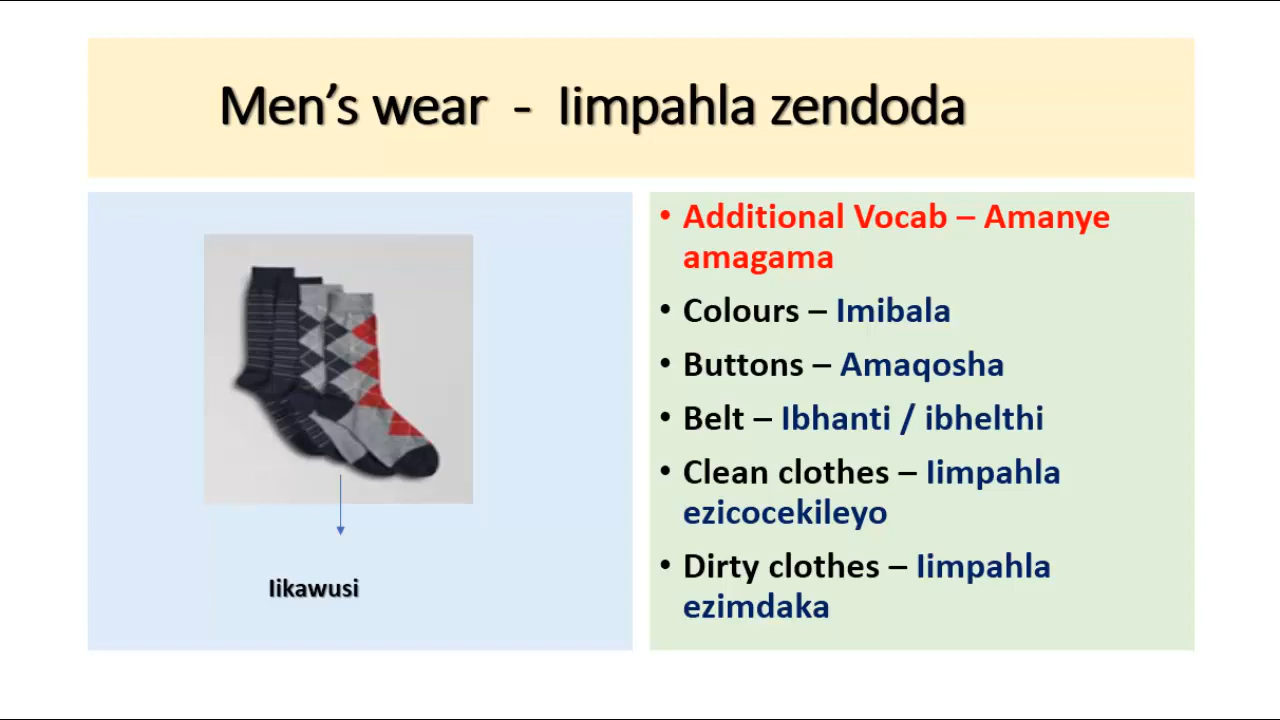 Men’s wear - Iimpahla zendoda
Iikawusi
• Additional Vocab – Amanye
amagama
• Colours – Imibala
• Buttons – Amaqosha
• Belt – Ibhanti / ibhelthi
• Clean clothes – Iimpahla
ezicocekileyo
• Dirty clothes – Iimpahla
ezimdaka